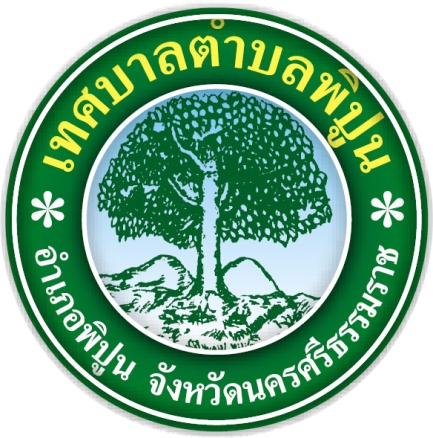 เทศบาลตำบลพิปูน
อำเภอพิปูน จังหวัดนครศรีธรรมราช